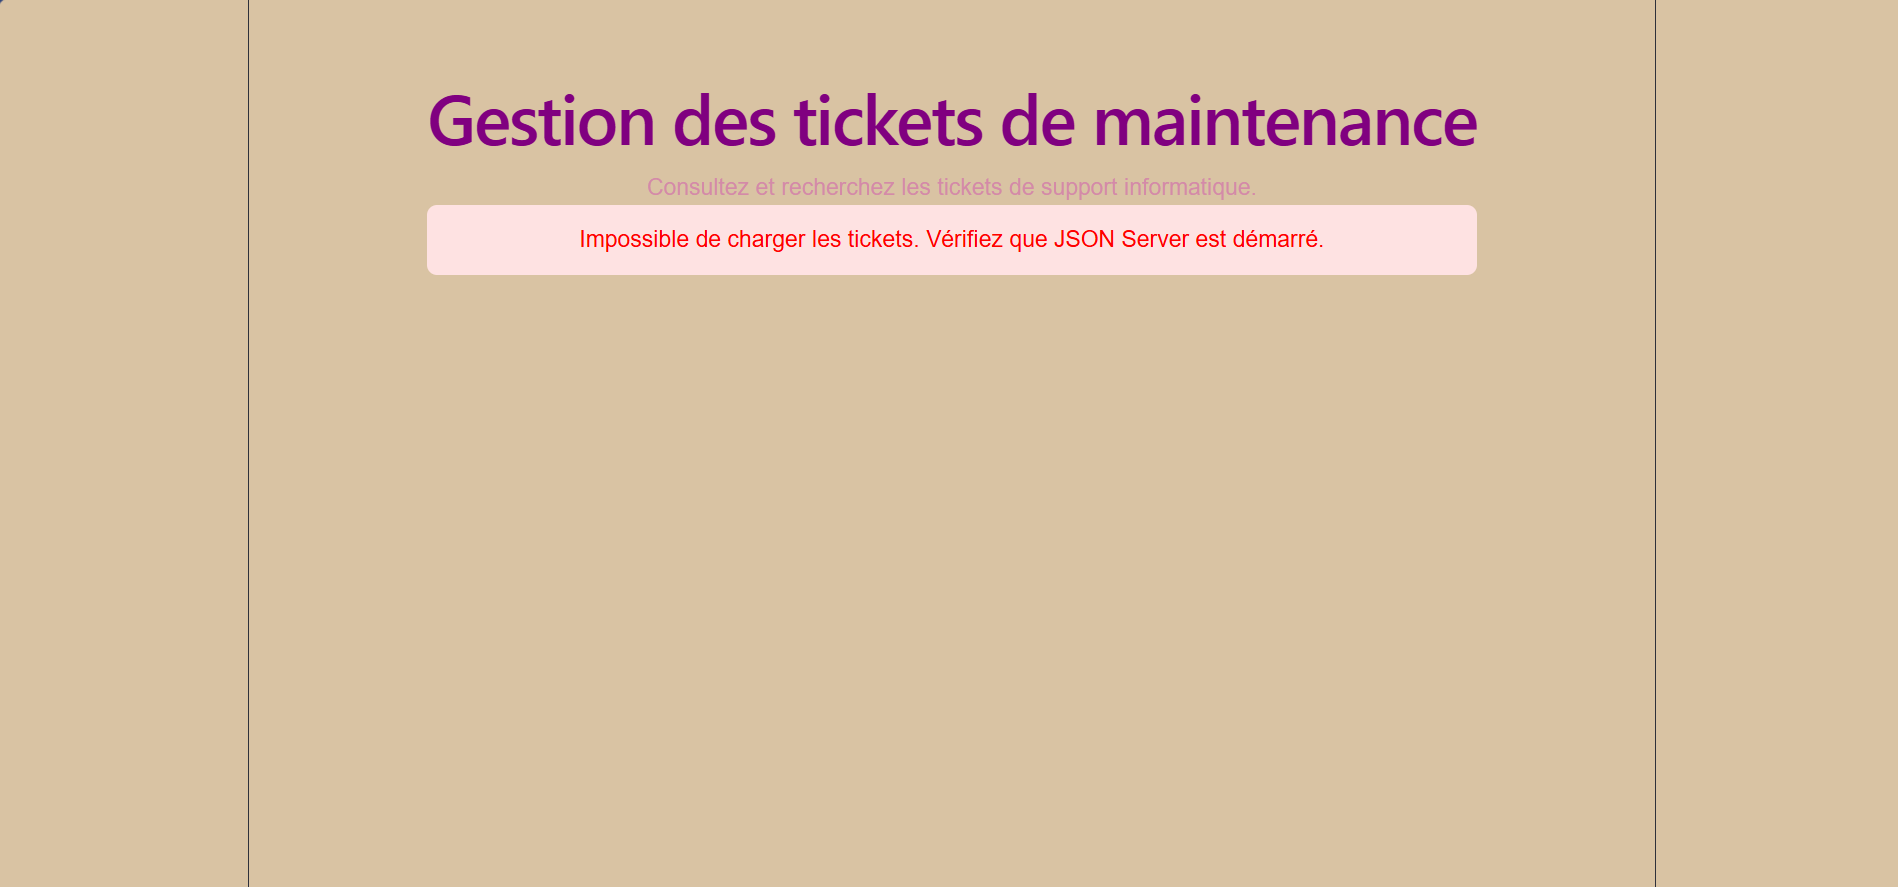 Gestion des tickets de maintenance
Consultez et recherchez les tickets de support informatique.
Impossible de charger les tickets. Vérifiez que JSON Server est démarré.